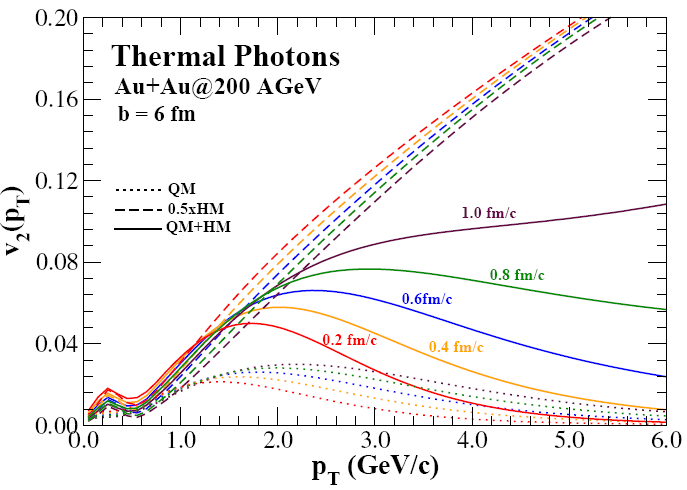 Thermal Photons
Au+Au@200 AGeV
b = 6 fm
QM
0.5xHM
QM+HM
1.0 fm/c
0.8 fm/c
0.6fm/c
0.4 fm/c
0.2 fm/c
0.20
0.16
0.12
0.08
0.04
0.00
v2(pT)
0.0 1.0 2.0 3.0 4.0 5.0 6.0
pT (GeV/c)